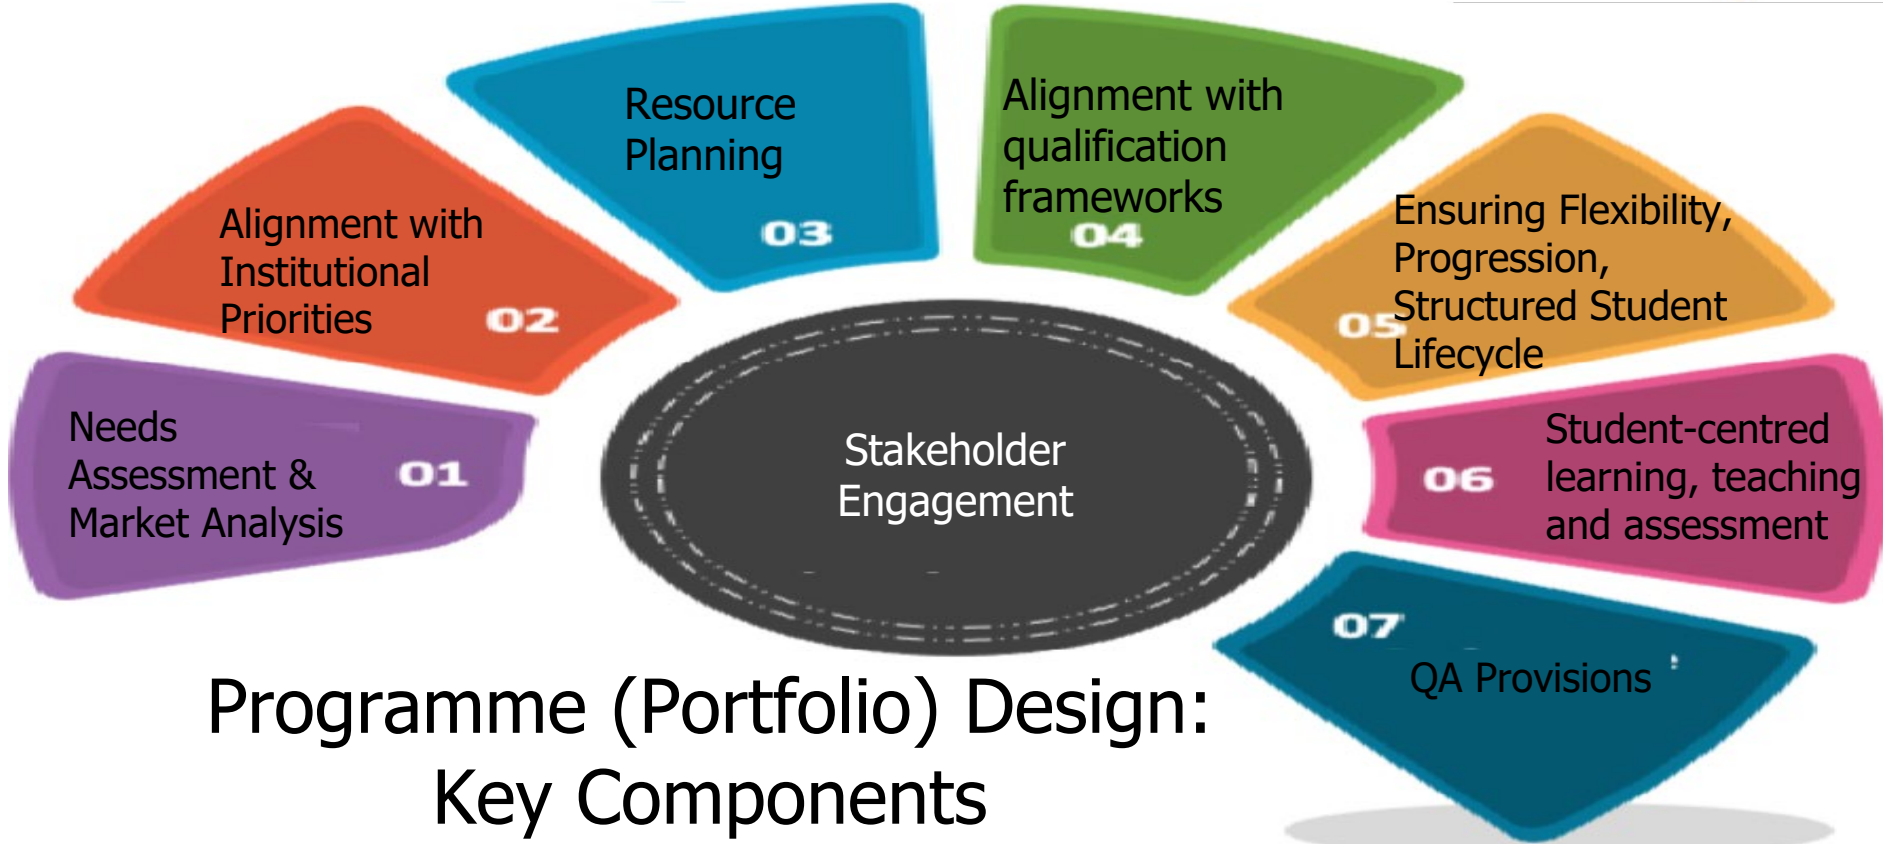 Needs
Assessment &
Market Analysis
01
Alignment with
Institutional
Priorities
02
Resource
Planning
03
Alignment with
qualification
frameworks
04
Ensuring Flexibility,
Progression,
Structured Student
Lifecycle
05
Student-centred
learning, teaching
and assessment
06
07
QA Provisions
Stakeholder
Engagement
Programme (Portfolio) Design:
Key Components